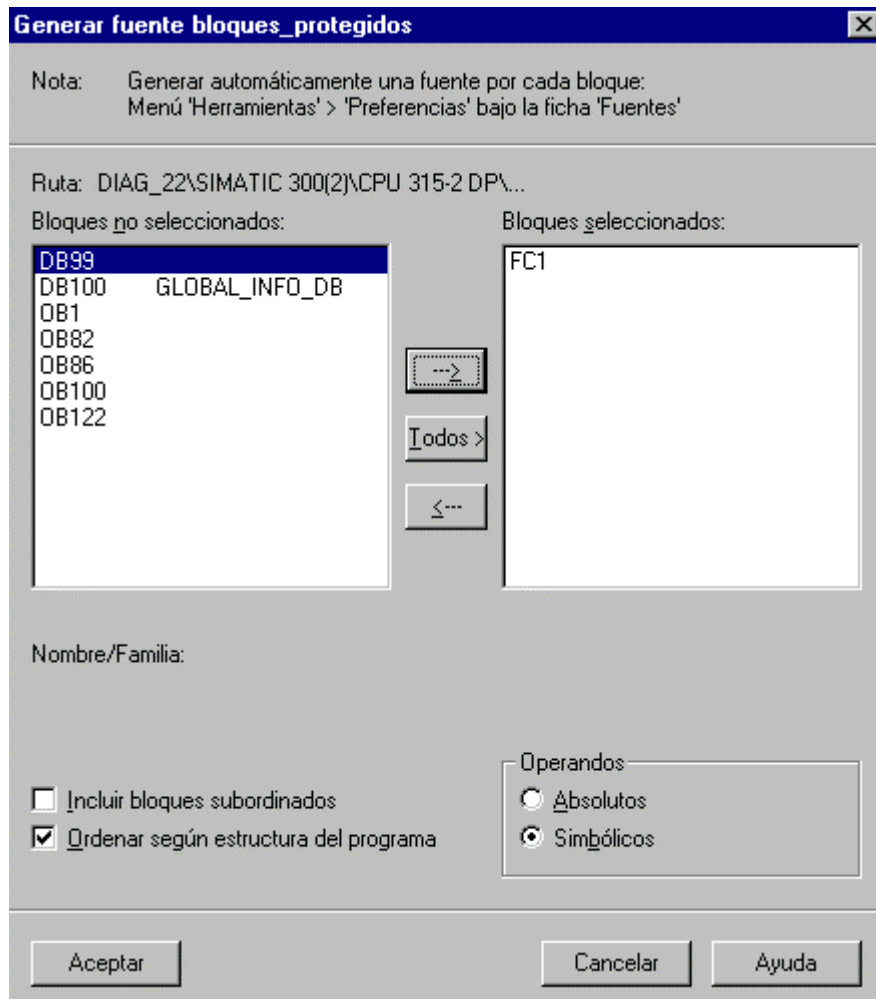 Generar fuente bloques_protegidos
Nota: Generar automáticamente una fuente por cada bloque:
Menú 'Herramientas' > 'Preferencias' bajo la ficha 'Fuentes'
Ruta: DIAG_22\SIMATIC 300(2)\CPU 315-2 DP\...
Bloques no seleccionados:
DB99
DB100 GLOBAL_INFO_DB
OB1
OB82
OB86
OB100
OB122
--->
Todos >
<---
Bloques seleccionados:
FC1
Nombre/Familia:
Incluir bloques subordinados
Ordenar según estructura del programa
Operandos
Absolutos
Simbólicos
Aceptar
Cancelar
Ayuda